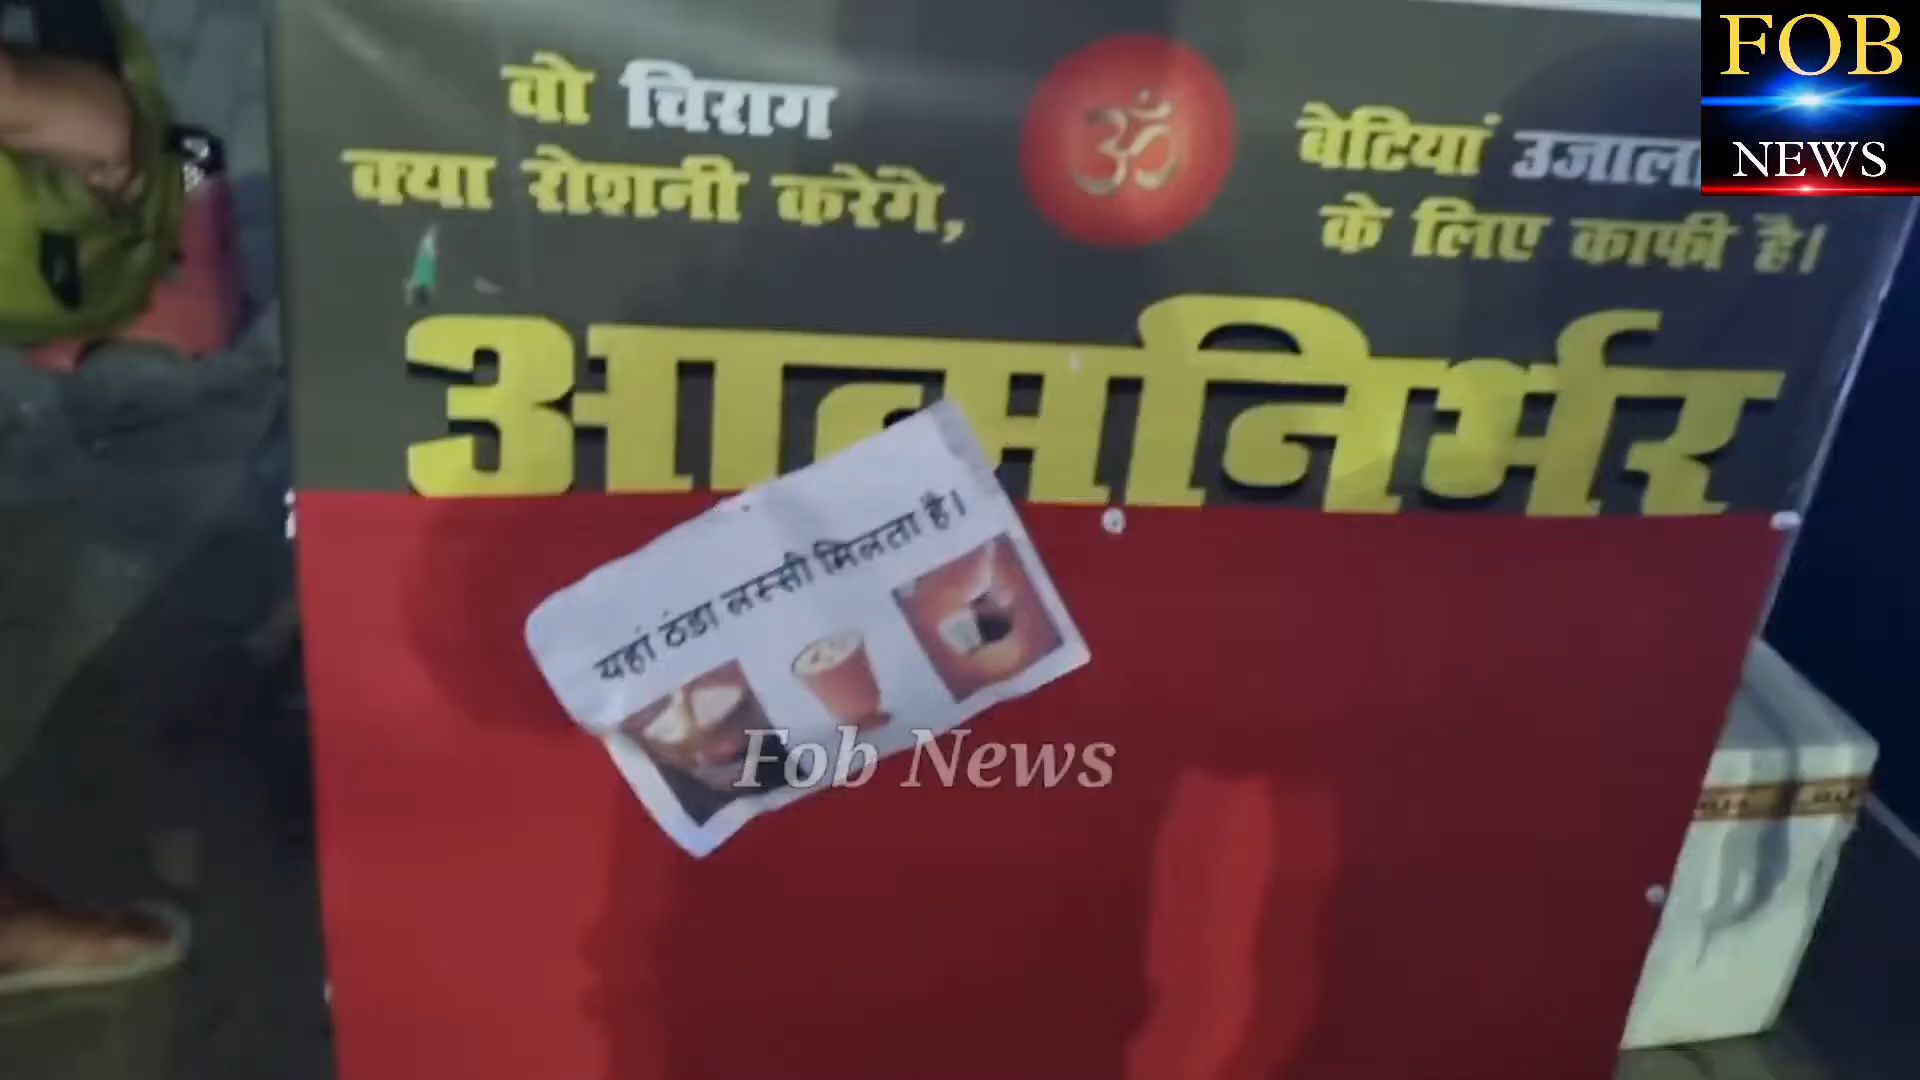 वो चिराग
क्या रोशनी करेंगे,
ॐ
बेटियां उजाल
के लिए काफी है।
आत्मनिर्भर
यहां ठंडा लस्सी मिलता है।
Fob News
FOB
NEWS